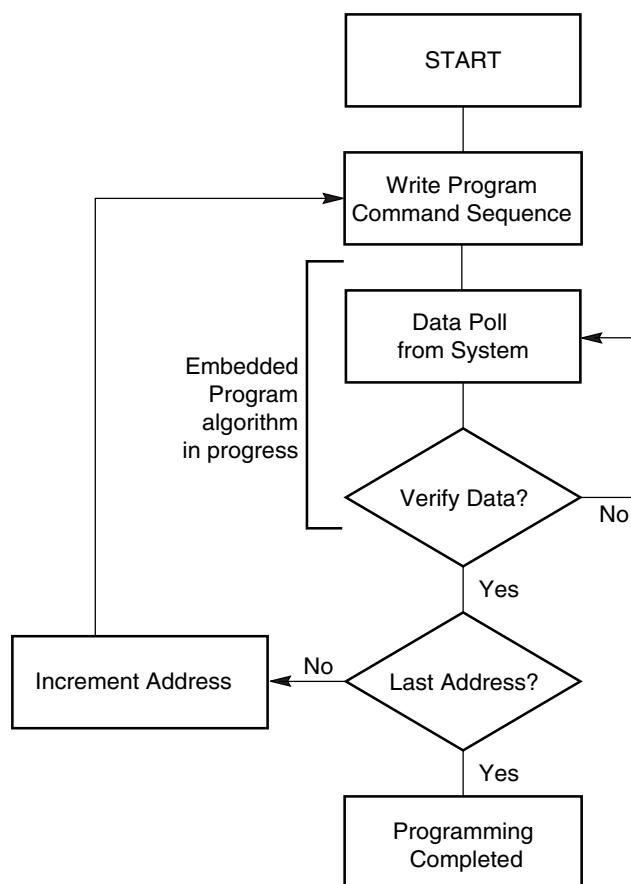 START
Write Program
Command Sequence
Data Poll
from System
Embedded
Program
algorithm
in progress
Verify Data?
No
Yes
Increment Address
No
Last Address?
Yes
Programming
Completed